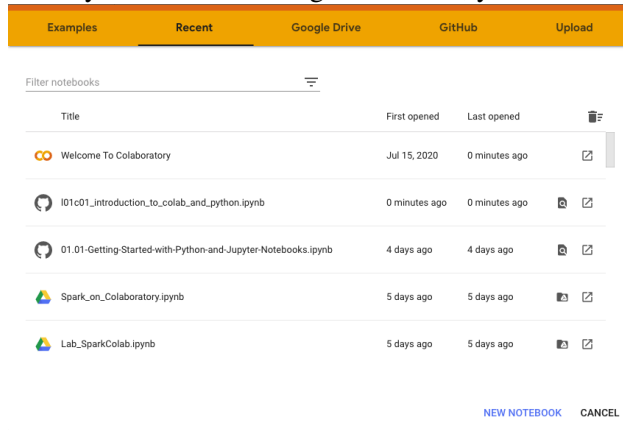 Examples Recent Google Drive GitHub Upload
Filter notebooks
Title First opened Last opened
Welcome To Colaboratory Jul 15, 2020 0 minutes ago
l01c01_introduction_to_colab_and_python.ipynb 0 minutes ago 0 minutes ago
01.01-Getting-Started-with-Python-and-Jupyter-Notebooks.ipynb 4 days ago 4 days ago
Spark_on_Colaboratory.ipynb 5 days ago 5 days ago
Lab_SparkColab.ipynb 5 days ago 5 days ago
NEW NOTEBOOK CANCEL